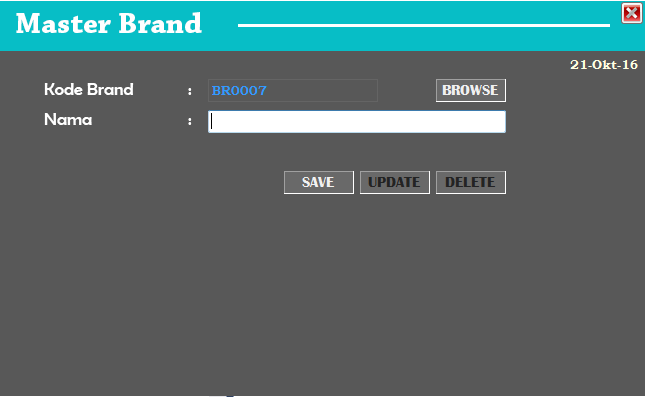 Master Brand
21-Okt-16
Kode Brand : BR0007 BROWSE
Nama :
SAVE UPDATE DELETE